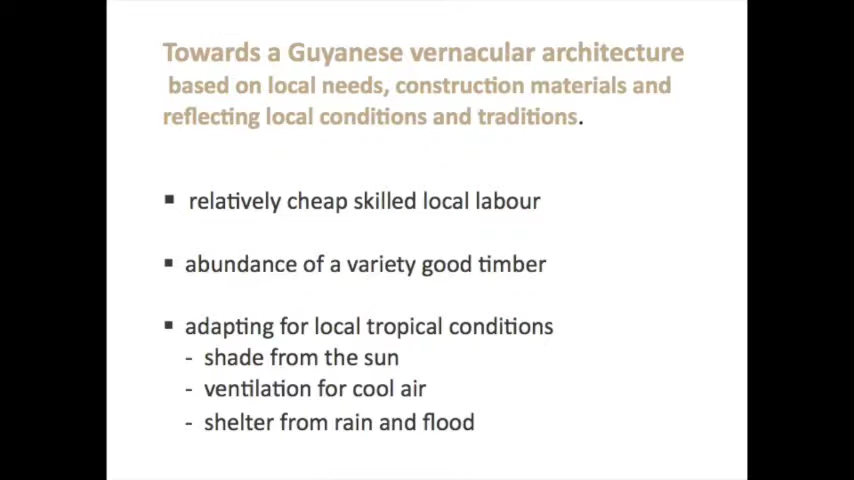 Towards a Guyanese vernacular architecture
based on local needs, construction materials and
reflecting local conditions and traditions.
▪ relatively cheap skilled local labour
▪ abundance of a variety good timber
▪ adapting for local tropical conditions
- shade from the sun
- ventilation for cool air
- shelter from rain and flood